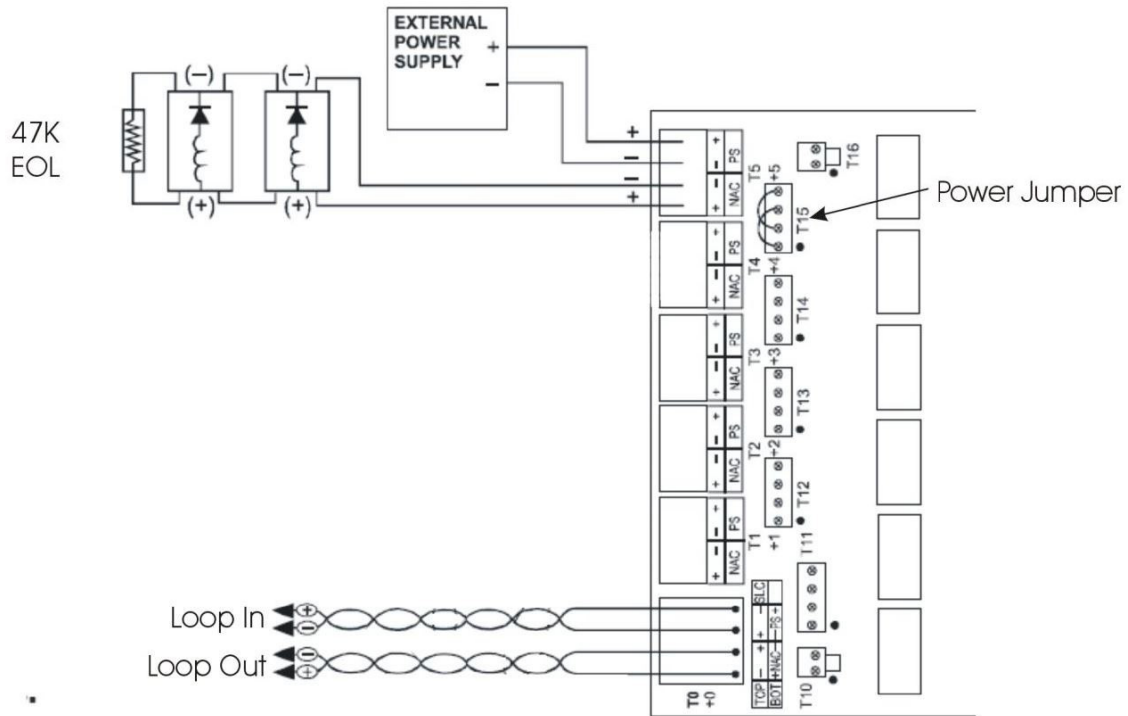 EXTERNAL
POWER
SUPPLY
+
−
47K
EOL
(−) (−)
(+) (+)
+
−
−
+
+ − PS
− + NAC
T5
+5
T16
T15
Power Jumper
+ − PS
− + NAC
T4
+4
T14
+ − PS
− + NAC
T3
+3
T13
+ − PS
− + NAC
T2
+2
T12
+ − PS
− + NAC
T1
+1
T11
Loop In
+
−
Loop Out
−
+
T0
+0
TOP − + + − SLC
BOT +NAC− −PS+
T10